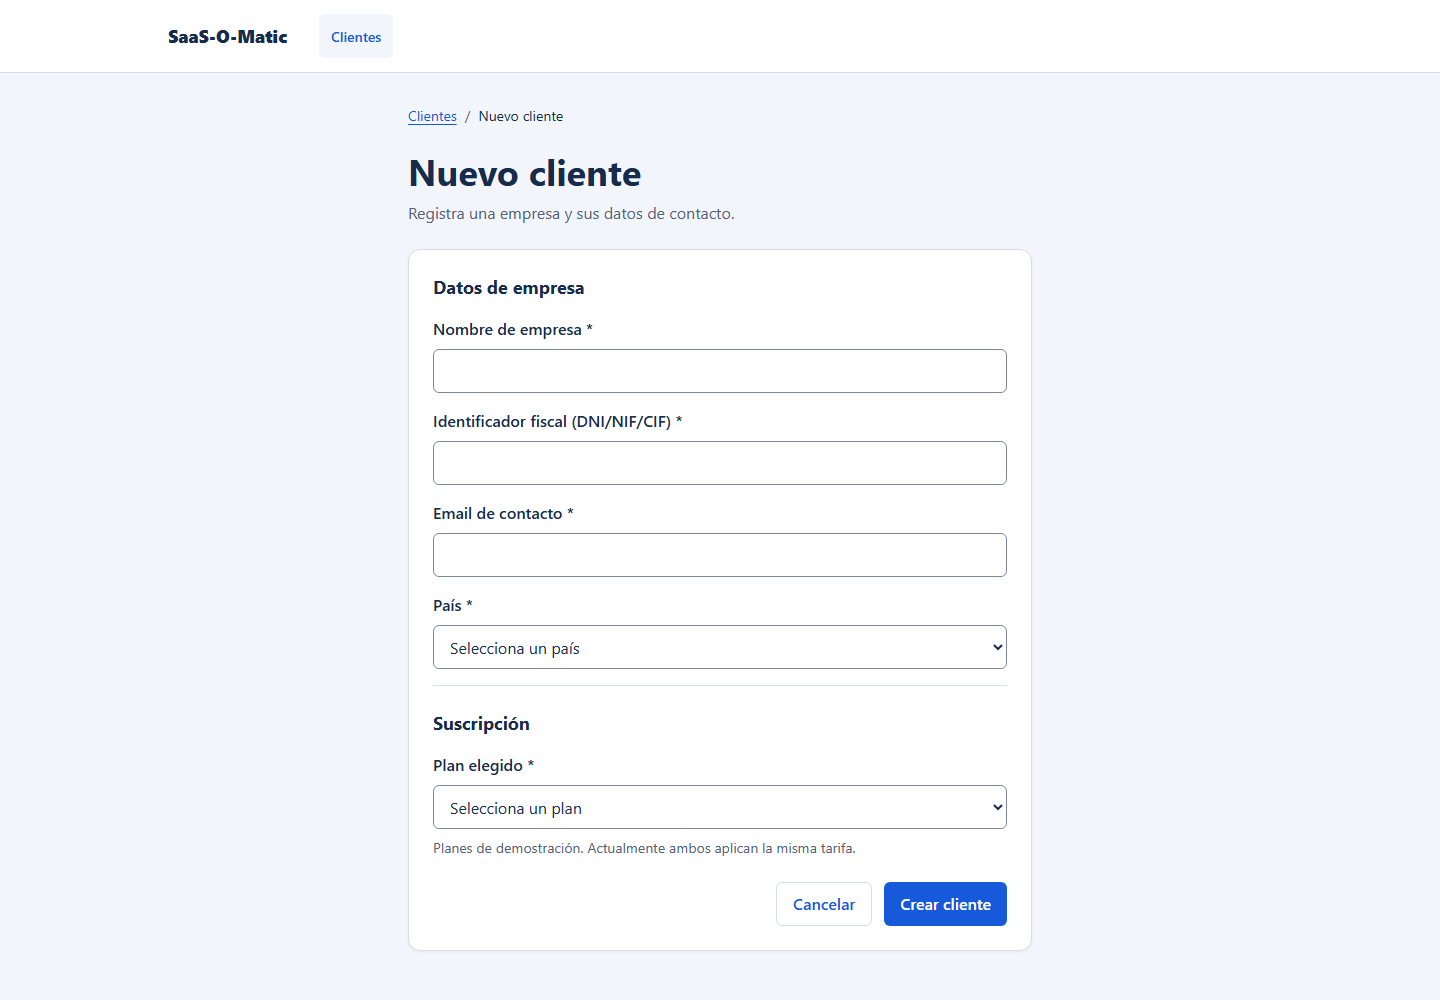 SaaS-O-Matic
Clientes
Clientes / Nuevo cliente
Nuevo cliente
Registra una empresa y sus datos de contacto.
Datos de empresa
Nombre de empresa *
Identificador fiscal (DNI/NIF/CIF) *
Email de contacto *
País *
Selecciona un país
Suscripción
Plan elegido *
Selecciona un plan
Planes de demostración. Actualmente ambos aplican la misma tarifa.
Cancelar
Crear cliente